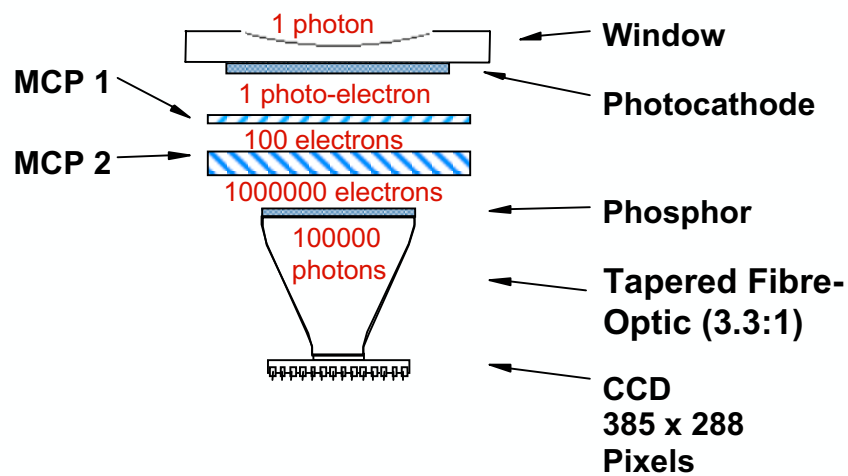 1 photon
Window
MCP 1
1 photo-electron
Photocathode
100 electrons
MCP 2
1000000 electrons
Phosphor
100000
photons
Tapered Fibre-
Optic (3.3:1)
CCD
385 x 288
Pixels